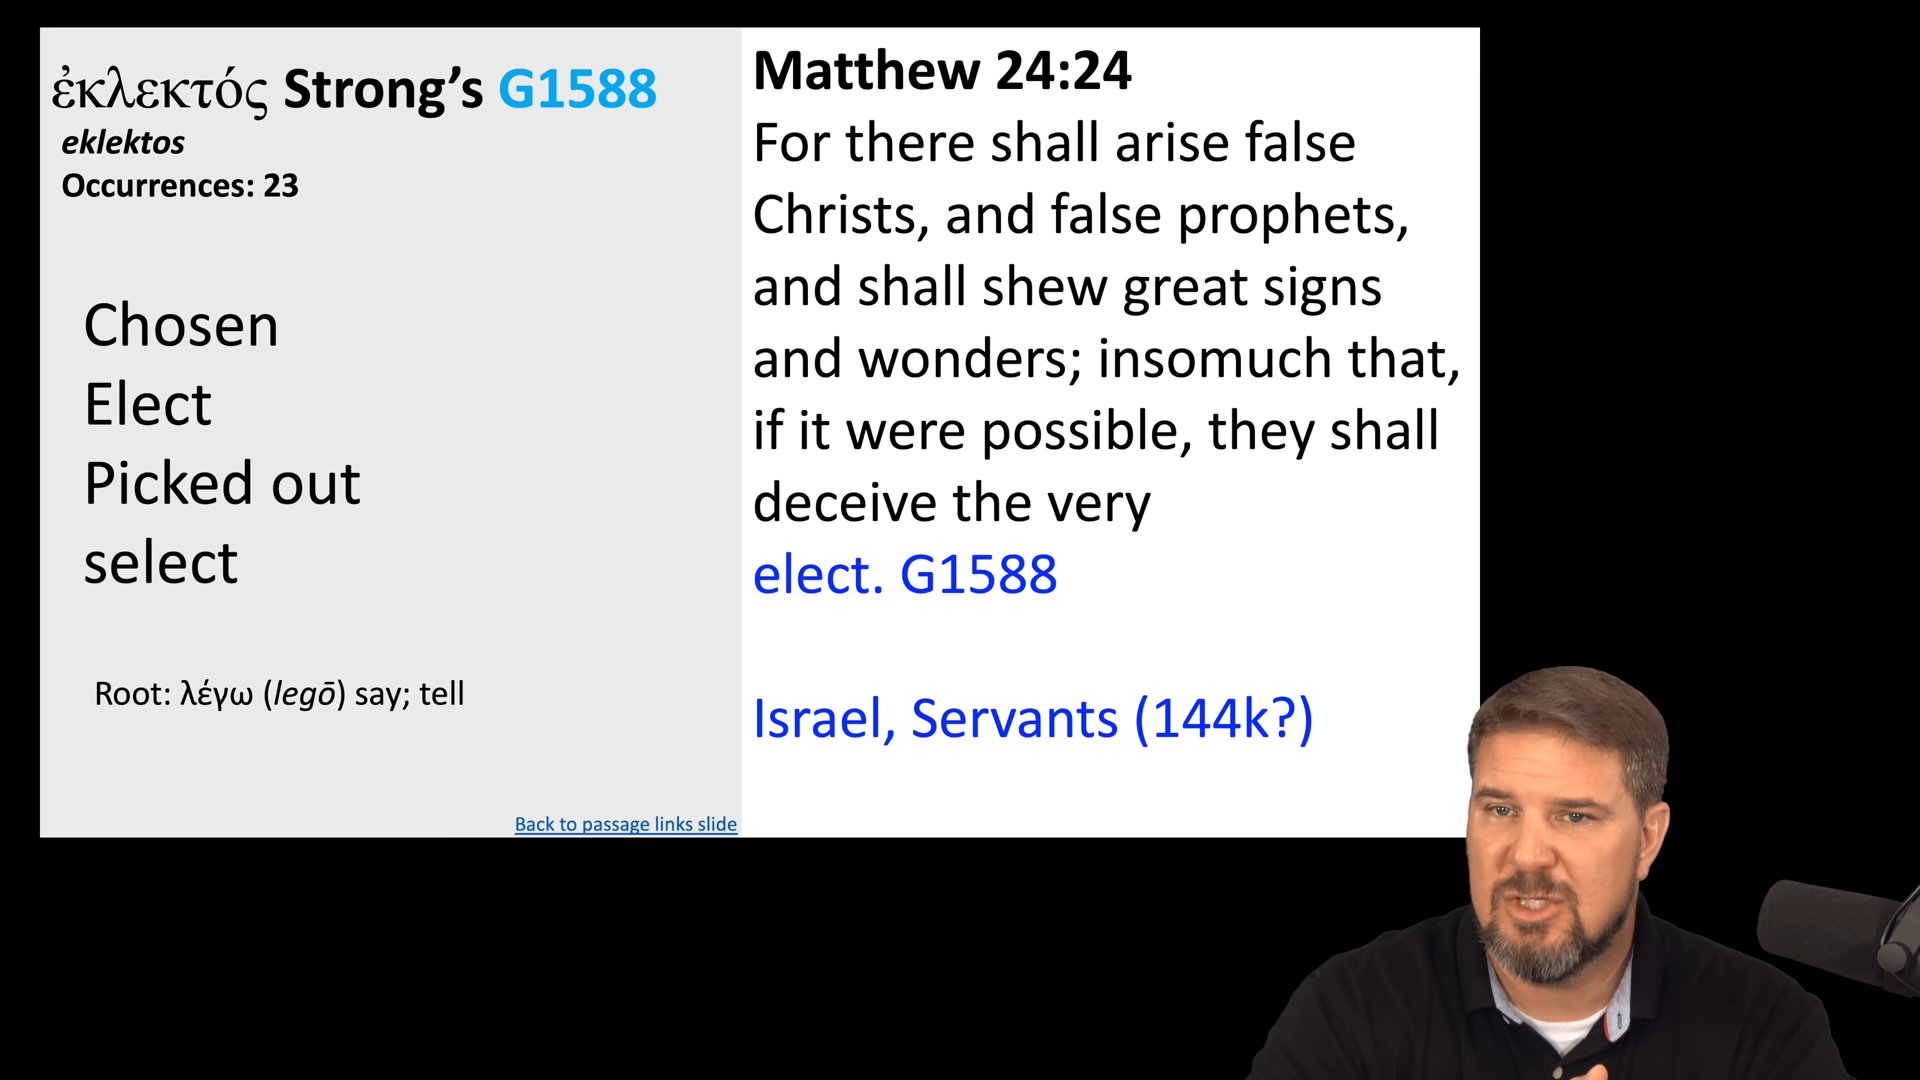 ἐκλεκτός Strong’s G1588
eklektos
Occurrences: 23
Chosen
Elect
Picked out
select
Root: λέγω (legō) say; tell
Back to passage links slide
Matthew 24:24
For there shall arise false
Christs, and false prophets,
and shall shew great signs
and wonders; insomuch that,
if it were possible, they shall
deceive the very
elect. G1588
Israel, Servants (144k?)